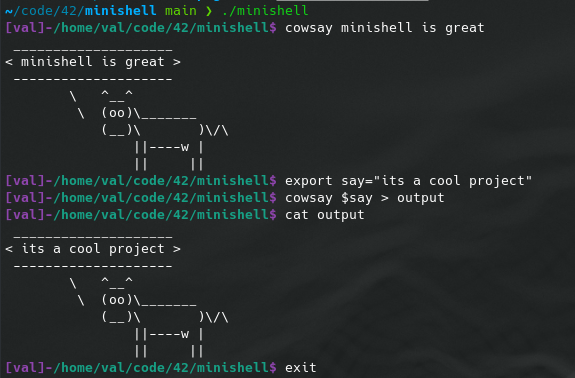 ~/code/42/minishell main ❯ ./minishell
[val]-/home/val/code/42/minishell$ cowsay minishell is great
 ___________________
< minishell is great >
 --------------------
        \   ^__^
         \  (oo)\_______
            (__)\       )\/\
                ||----w |
                ||     ||
[val]-/home/val/code/42/minishell$ export say="its a cool project"
[val]-/home/val/code/42/minishell$ cowsay $say > output
[val]-/home/val/code/42/minishell$ cat output
 ___________________
< its a cool project >
 --------------------
        \   ^__^
         \  (oo)\_______
            (__)\       )\/\
                ||----w |
                ||     ||
[val]-/home/val/code/42/minishell$ exit